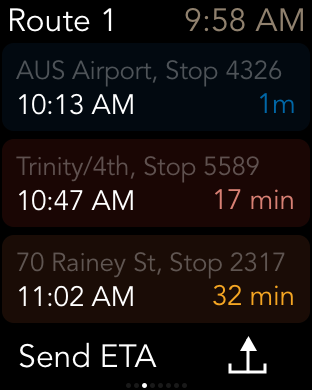 Route 1 9:58 AM
AUS Airport, Stop 4326
10:13 AM 1m
Trinity/4th, Stop 5589
10:47 AM 17 min
70 Rainey St, Stop 2317
11:02 AM 32 min
Send ETA